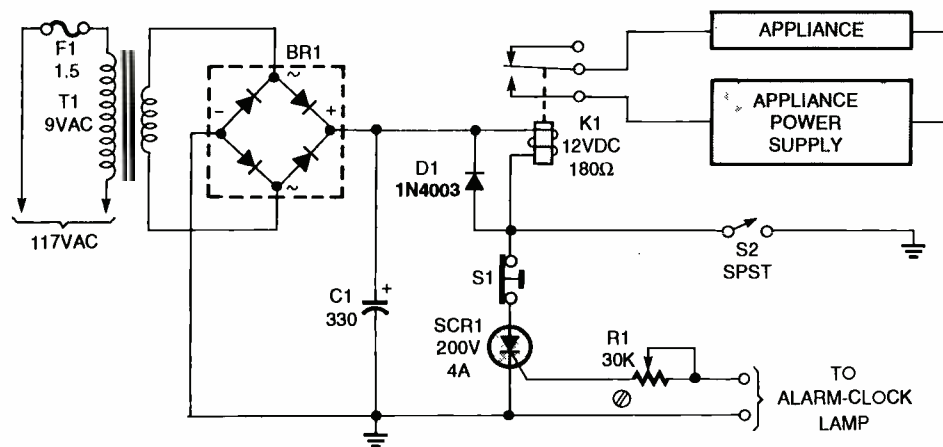 F1
1.5
T1
9VAC
117VAC
BR1
~
-
+
~
C1
330
+
D1
1N4003
K1
12VDC
180Ω
APPLIANCE
APPLIANCE
POWER
SUPPLY
S1
S2
SPST
SCR1
200V
4A
R1
30K
TO
ALARM-CLOCK
LAMP